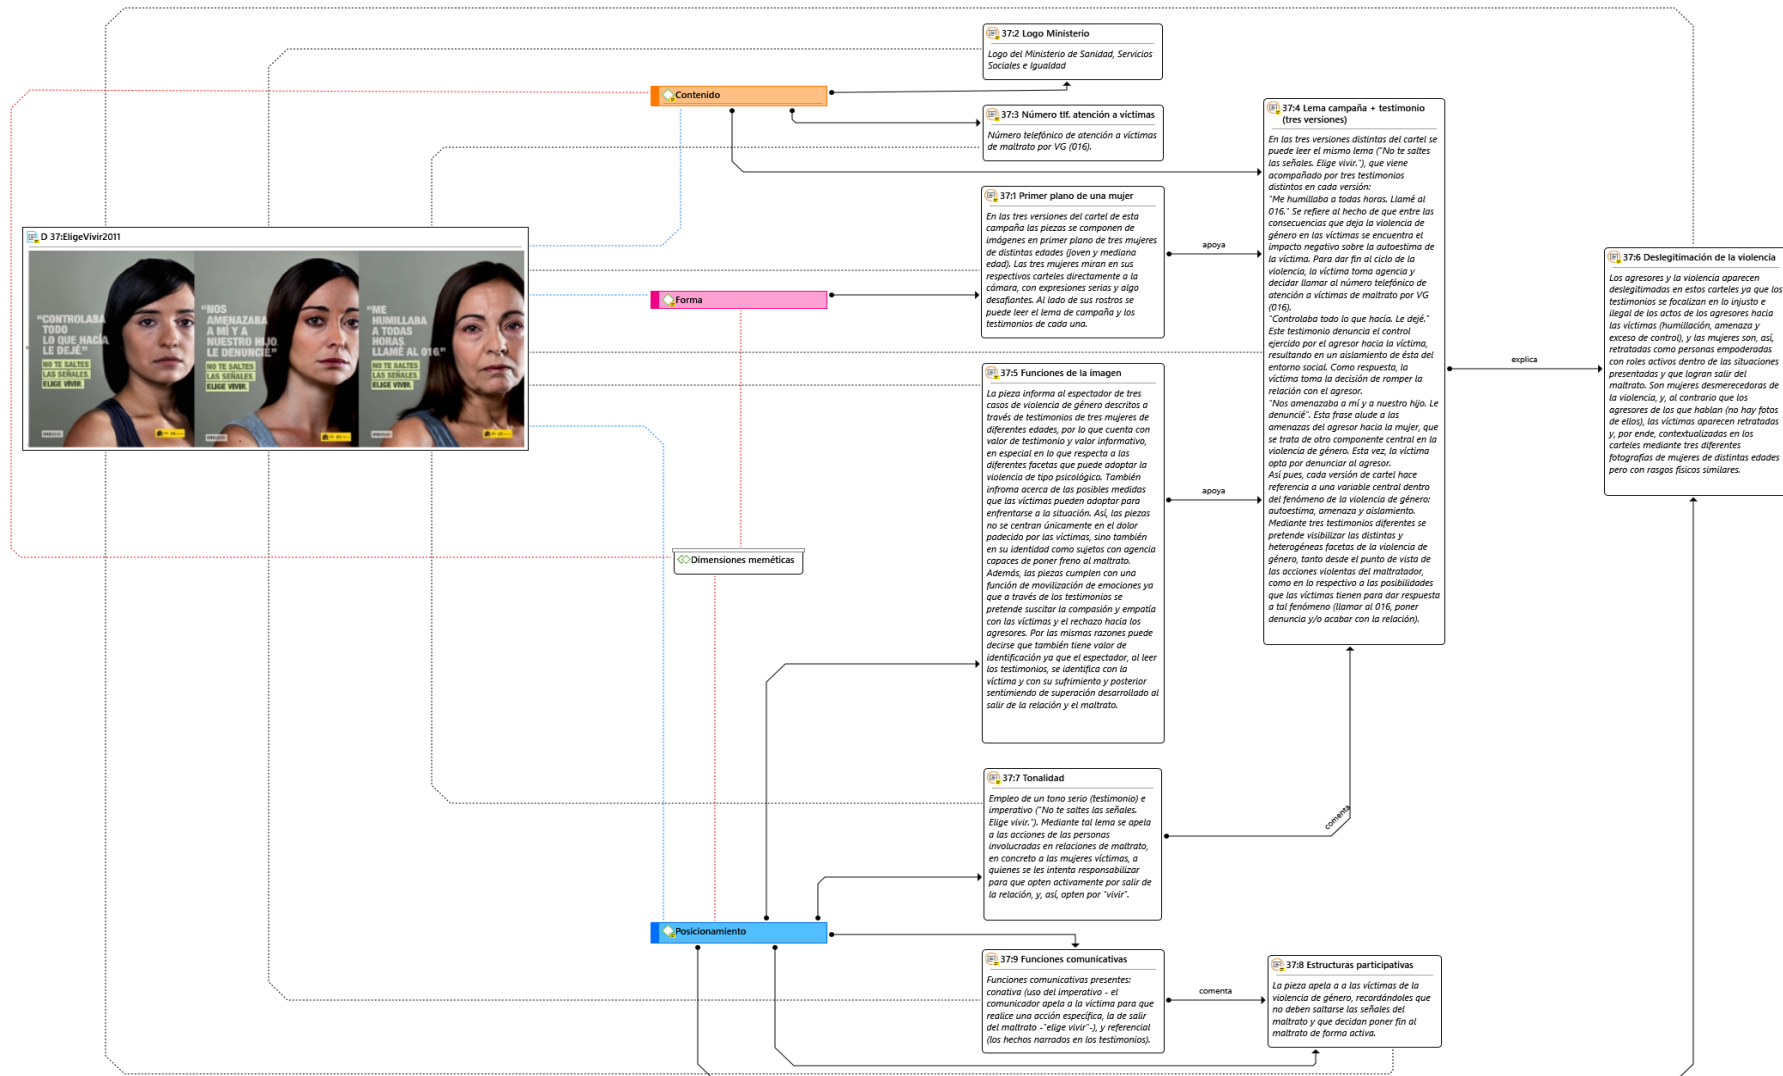 37:2 Logo Ministerio
Logo del Ministerio de Sanidad, Servicios
Sociales e Igualdad
Contenido
37:3 Número tlf. atención a víctimas
Número telefónico de atención a víctimas
de maltrato por VG (016).
37:4 Lema campaña + testimonio
(tres versiones)
En las tres versiones distintas del cartel se
puede leer el mismo lema ("No te saltes
las señales. Elige vivir."), que viene
acompañado por tres testimonios
distintos en cada versión:
"Me humillaba a todas horas. Llamé al
016." Se refiere al hecho de que entre las
consecuencias que deja la violencia de
género en las víctimas se encuentra el
impacto negativo sobre la autoestima de
la víctima. Para dar fin al ciclo de la
violencia, la víctima toma agencia y
decidar llamar al número telefónico de
atención a víctimas de maltrato por VG
(016).
"Controlaba todo lo que hacía. Le dejé."
Este testimonio denuncia el control
ejercido por el agresor hacia la víctima,
resultando en un aislamiento de ésta del
entorno social. Como respuesta, la
víctima toma la decisión de romper la
relación con el agresor.
"Nos amenazaba a mí y a nuestro hijo. Le
denuncié". Esta frase alude a las
amenazas del agresor hacia la mujer, que
se trata de otro componente central en la
violencia de género. Esta vez, la víctima
opta por denunciar al agresor.
Así pues, cada versión de cartel hace
referencia a una variable central dentro
del fenómeno de la violencia de género:
autoestima, amenaza y aislamiento.
Mediante tres testimonios diferentes se
pretende visibilizar las distintas y
heterógeneas facetas de la violencia de
género, tanto desde el punto de vista de
las acciones violentas del maltratador,
como en lo respectivo a las posibilidades
que las víctimas tienen para dar respuesta
a tal fenómeno (llamar al 016, poner
denuncia y/o acabar con la relación).
37:1 Primer plano de una mujer
En las tres versiones del cartel de esta
campaña las piezas se componen de
imágenes en primer plano de tres mujeres
de distintas edades (joven y mediana
edad). Las tres mujeres miran en sus
respectivos carteles directamente a la
cámara, con expresiones serias y algo
desafiantes. Al lado de sus rostros se
puede leer el lema de campaña y los
testimonios de cada una.
apoya
D 37:EligeVivir2011
"CONTROLABA
TODO
LO QUE HACÍA.
LE DEJÉ"
NO TE SALTES
LAS SEÑALES.
ELIGE VIVIR.
"NOS
AMENAZABA
A MÍ Y A
NUESTRO HIJO.
LE DENUNCIÉ"
NO TE SALTES
LAS SEÑALES.
ELIGE VIVIR.
"ME
HUMILLABA
A TODAS
HORAS.
LLAMÉ AL 016."
NO TE SALTES
LAS SEÑALES.
ELIGE VIVIR.
Forma
37:6 Deslegitimación de la violencia
Los agresores y la violencia aparecen
deslegitimadas en estos carteles ya que los
testimonios se focalizan en lo injusto e
ilegal de los actos de los agresores hacia
las víctimas (humillación, amenaza y
exceso de control), y las mujeres son, así,
retratadas como personas empoderadas
con roles activos dentro de las situaciones
presentadas y que logran salir del
maltrato. Son mujeres desmerecedoras de
la violencia, y, al contrario que los
agresores de los que hablan (no hay fotos
de ellos), las víctimas aparecen retratadas
y, por ende, contextualizadas en los
carteles mediante tres diferentes
fotografías de mujeres de distintas edades
pero con rasgos físicos similares.
explica
37:5 Funciones de la imagen
La pieza informa al espectador de tres
casos de violencia de género descritos a
través de testimonios de tres mujeres de
diferentes edades, por lo que cuenta con
valor de testimonio y valor informativo,
en especial en lo que respecta a las
diferentes facetas que puede adoptar la
violencia de tipo psicológico. También
infroma acerca de las posibles medidas
que las víctimas pueden adoptar para
enfrentarse a la situación. Así, las piezas
no se centran únicamente en el dolor
padecido por las víctimas, sino también
en su identidad como sujetos con agencia
capaces de poner freno al maltrato.
Además, las piezas cumplen con una
función de movilización de emociones ya
que a través de los testimonios se
pretende suscitar la compasión y empatía
con las víctimas y el rechazo hacia los
agresores. Por las mismas razones puede
decirse que también tiene valor de
identificación ya que el espectador, al leer
los testimonios, se identifica con la
víctima y con su sufrimiento y posterior
sentimiendo de superación desarrollado al
salir de la relación y el maltrato.
apoya
Dimensiones meméticas
37:7 Tonalidad
Empleo de un tono serio (testimonio) e
imperativo ("No te saltes las señales.
Elige vivir."). Mediante tal lema se apela
a las acciones de las personas
involucradas en relaciones de maltrato,
en concreto a las mujeres víctimas, a
quienes se les intenta responsabilizar
para que opten activamente por salir de
la relación, y, así, opten por "vivir".
comenta
Posicionamiento
37:9 Funciones comunicativas
Funciones comunicativas presentes:
conativa (uso del imperativo - el
comunicador apela a la víctima para que
realice una acción específica, la de salir
del maltrato -"elige vivir"-), y referencial
(los hechos narrados en los testimonios).
comenta
37:8 Estructuras participativas
La pieza apela a a las víctimas de la
violencia de género, recordándoles que
no deben saltarse las señales del
maltrato y que decidan poner fin al
maltrato de forma activa.